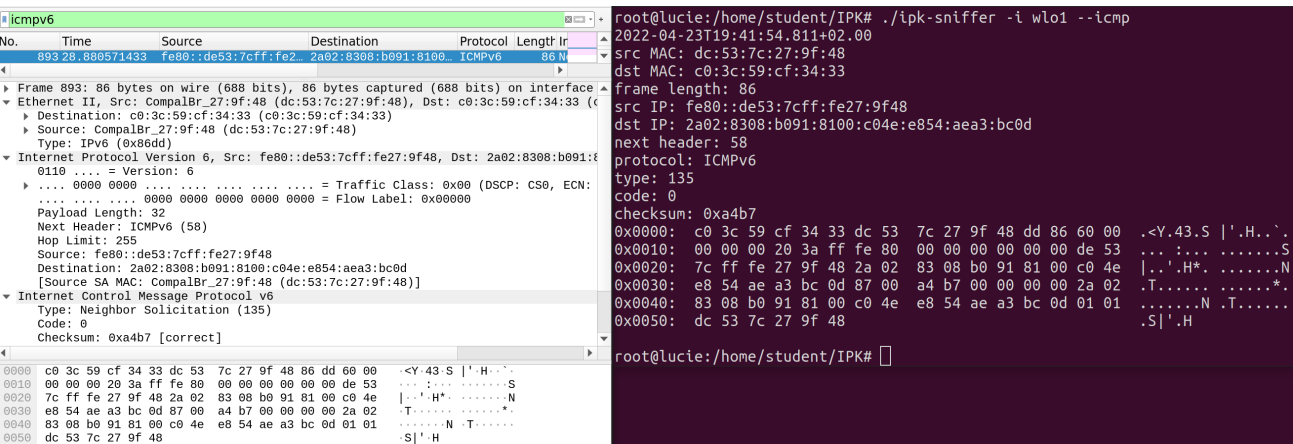 icmpv6
No. Time Source Destination Protocol Length
893 28.880571433 fe80::de53:7cff:fe2… 2a02:8308:b091:8100… ICMPv6 86
Frame 893: 86 bytes on wire (688 bits), 86 bytes captured (688 bits) on interface
Ethernet II, Src: CompalBr_27:9f:48 (dc:53:7c:27:9f:48), Dst: c0:3c:59:cf:34:33 (
Destination: c0:3c:59:cf:34:33 (c0:3c:59:cf:34:33)
Source: CompalBr_27:9f:48 (dc:53:7c:27:9f:48)
Type: IPv6 (0x86dd)
Internet Protocol Version 6, Src: fe80::de53:7cff:fe27:9f48, Dst: 2a02:8308:b091:8
0110 .... = Version: 6
.... 0000 0000 .... .... .... .... .... = Traffic Class: 0x00 (DSCP: CS0, ECN:
.... .... .... 0000 0000 0000 0000 0000 = Flow Label: 0x00000
Payload Length: 32
Next Header: ICMPv6 (58)
Hop Limit: 255
Source: fe80::de53:7cff:fe27:9f48
Destination: 2a02:8308:b091:8100:c04e:e854:aea3:bc0d
[Source SA MAC: CompalBr_27:9f:48 (dc:53:7c:27:9f:48)]
Internet Control Message Protocol v6
Type: Neighbor Solicitation (135)
Code: 0
Checksum: 0xa4b7 [correct]
0000 c0 3c 59 cf 34 33 dc 53 7c 27 9f 48 86 dd 60 00 ·<Y·43·S |'·H··`·
0010 00 00 00 20 3a ff fe 80 00 00 00 00 00 00 de 53 ··· :··· ·······S
0020 7c ff fe 27 9f 48 2a 02 83 08 b0 91 81 00 c0 4e |··'·H*· ·······N
0030 e8 54 ae a3 bc 0d 87 00 a4 b7 00 00 00 00 2a 02 ·T······ ······*·
0040 83 08 b0 91 81 00 c0 4e e8 54 ae a3 bc 0d 01 01 ·······N ·T······
0050 dc 53 7c 27 9f 48 ·S|'·H
root@lucie:/home/student/IPK# ./ipk-sniffer -i wlo1 --icmp
2022-04-23T19:41:54.811+02.00
src MAC: dc:53:7c:27:9f:48
dst MAC: c0:3c:59:cf:34:33
frame length: 86
src IP: fe80::de53:7cff:fe27:9f48
dst IP: 2a02:8308:b091:8100:c04e:e854:aea3:bc0d
next header: 58
protocol: ICMPv6
type: 135
code: 0
checksum: 0xa4b7
0x0000: c0 3c 59 cf 34 33 dc 53 7c 27 9f 48 dd 86 60 00 .<Y.43.S |'.H..`.
0x0010: 00 00 00 20 3a ff fe 80 00 00 00 00 00 00 de 53 ... :... .......S
0x0020: 7c ff fe 27 9f 48 2a 02 83 08 b0 91 81 00 c0 4e |..'.H*. .......N
0x0030: e8 54 ae a3 bc 0d 87 00 a4 b7 00 00 00 00 2a 02 .T...... ......*.
0x0040: 83 08 b0 91 81 00 c0 4e e8 54 ae a3 bc 0d 01 01 .......N .T......
0x0050: dc 53 7c 27 9f 48 .S|'.H
root@lucie:/home/student/IPK#